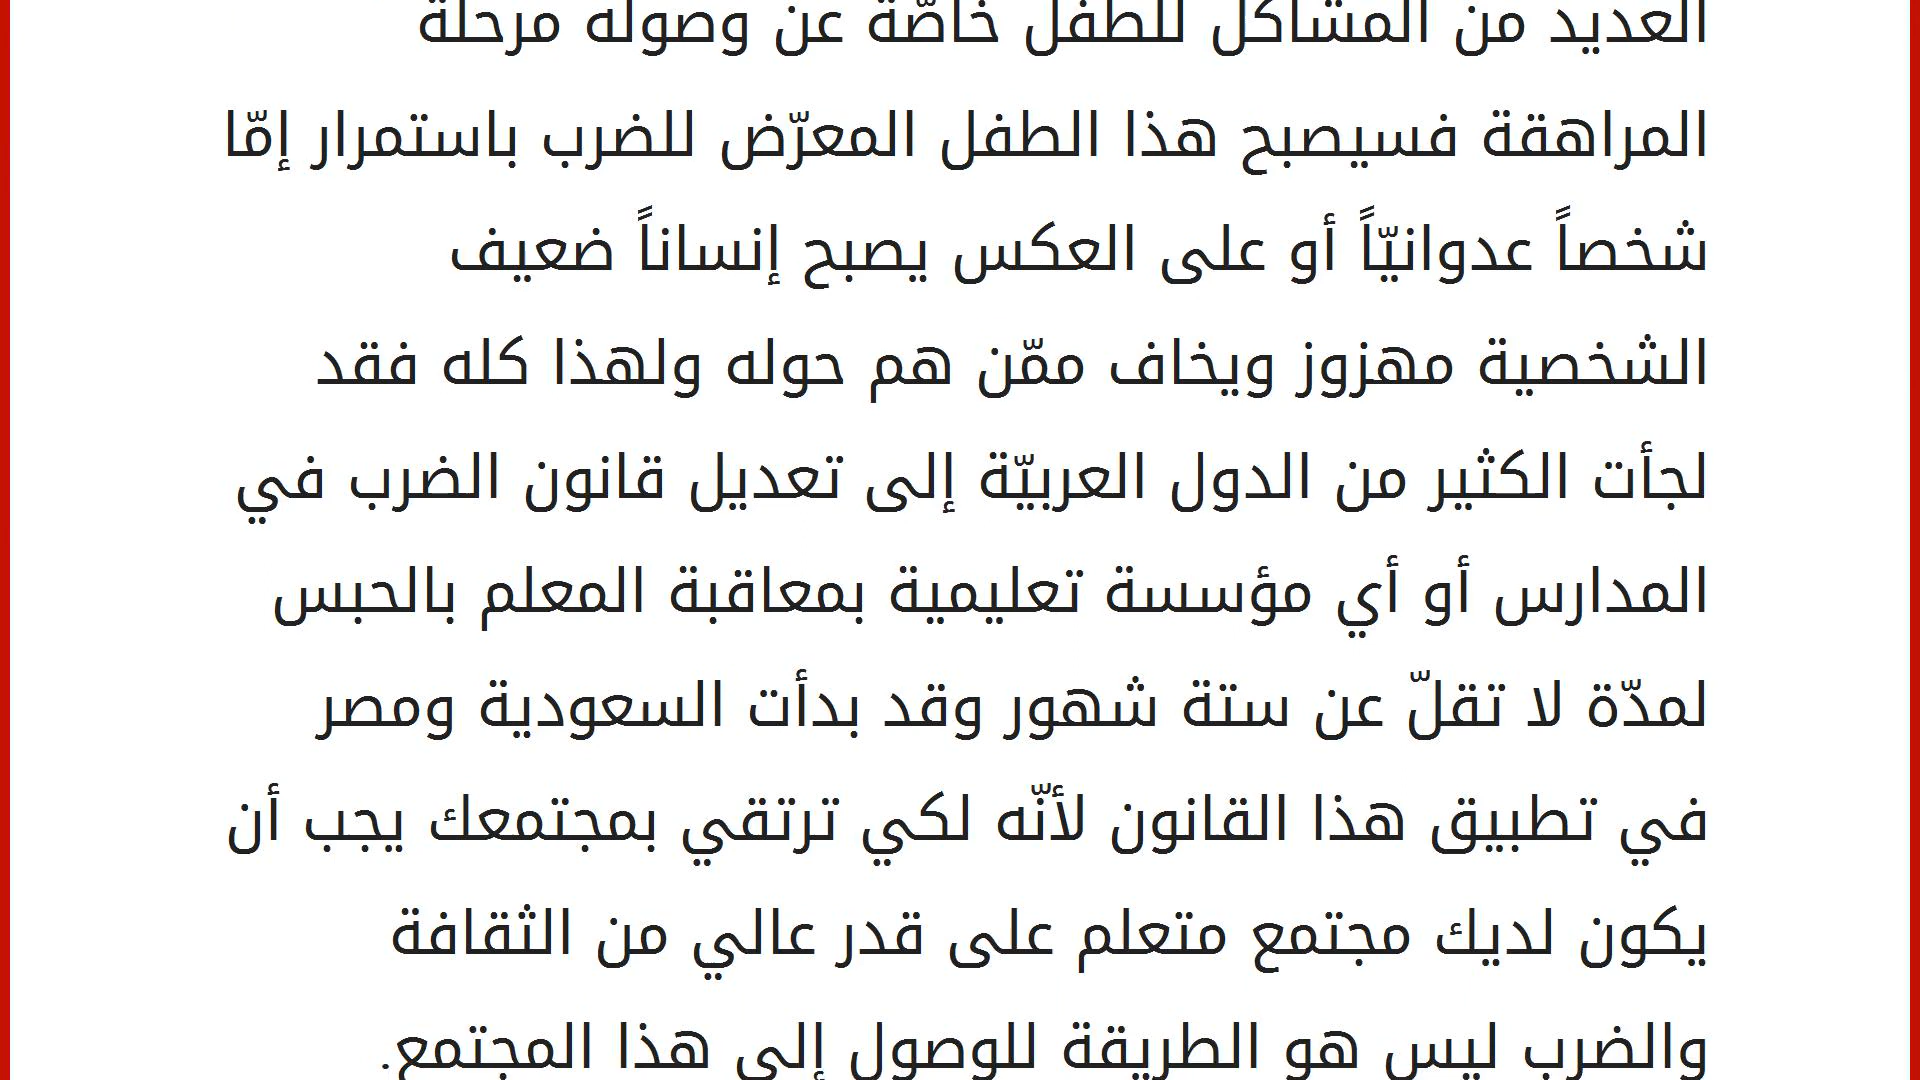 العديد من المشاكل للطفل خاصّة عن وصوله مرحلة
المراهقة فسيصبح هذا الطفل المعرّض للضرب باستمرار إمّا
شخصاً عدوانيّاً أو على العكس يصبح إنساناً ضعيف
الشخصية مهزوز ويخاف ممّن هم حوله ولهذا كله فقد
لجأت الكثير من الدول العربيّة إلى تعديل قانون الضرب في
المدارس أو أي مؤسسة تعليمية بمعاقبة المعلم بالحبس
لمدّة لا تقلّ عن ستة شهور وقد بدأت السعودية ومصر
في تطبيق هذا القانون لأنّه لكي ترتقي بمجتمعك يجب أن
يكون لديك مجتمع متعلم على قدر عالي من الثقافة
والضرب ليس هو الطريقة للوصول إلى هذا المجتمع.